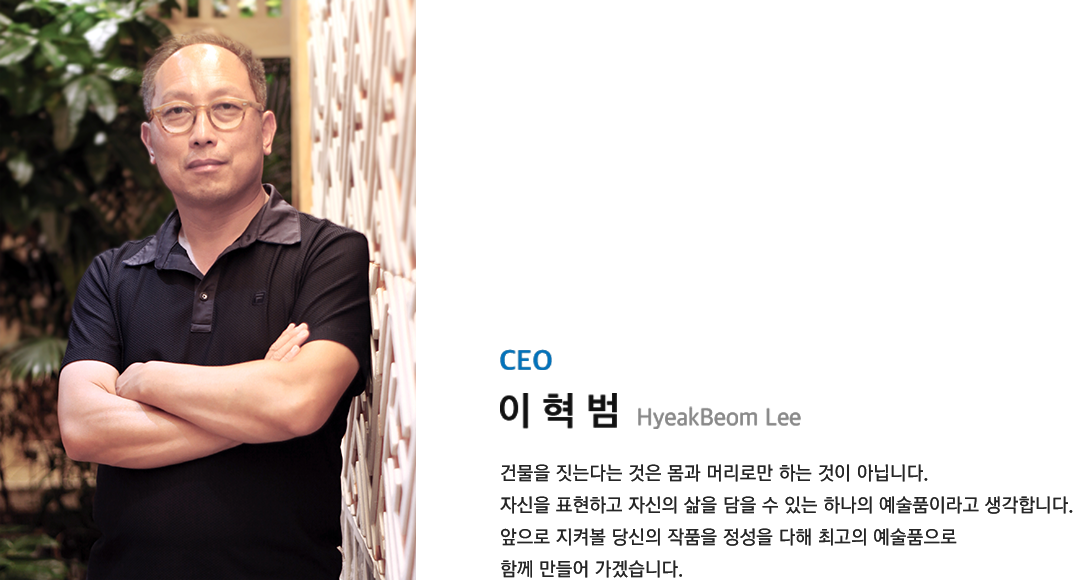 CEO
이 혁 범 HyeakBeom Lee
건물을 짓는다는 것은 몸과 머리로만 하는 것이 아닙니다.
자신을 표현하고 자신의 삶을 담을 수 있는 하나의 예술품이라고 생각합니다.
앞으로 지켜볼 당신의 작품을 정성을 다해 최고의 예술품으로
함께 만들어 가겠습니다.